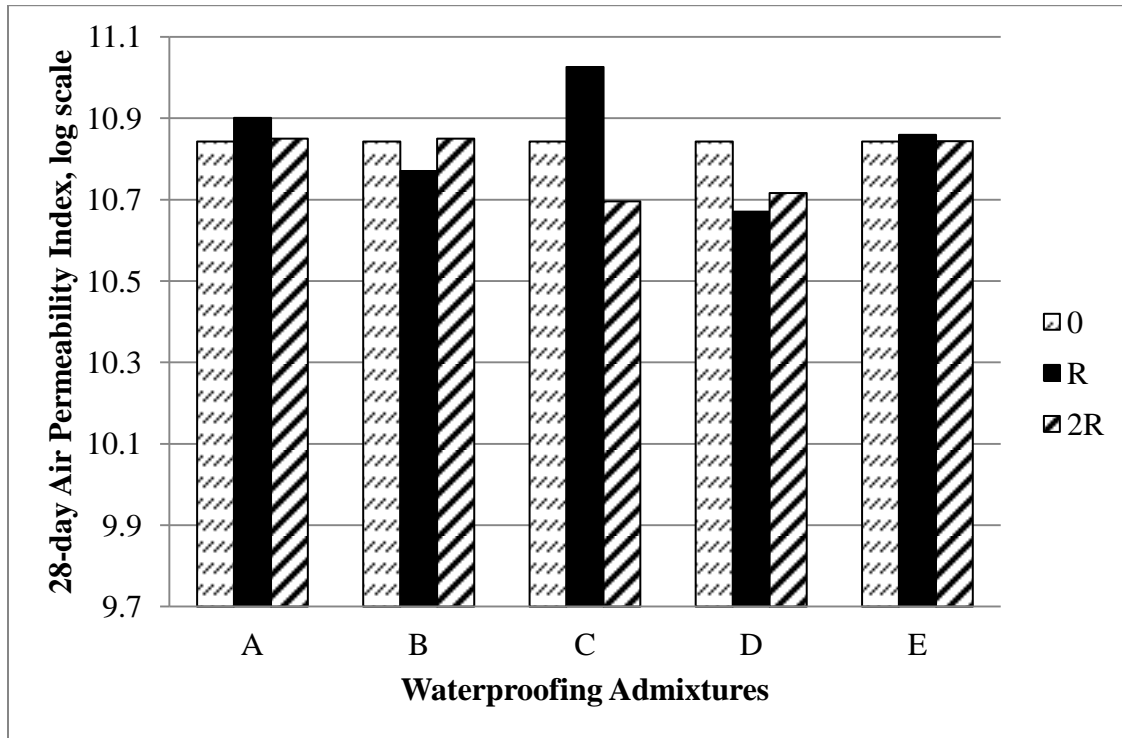 28-day Air Permeability Index, log scale
11.1
10.9
10.7
10.5
10.3
10.1
9.9
9.7
A B C D E
Waterproofing Admixtures
0
R
2R